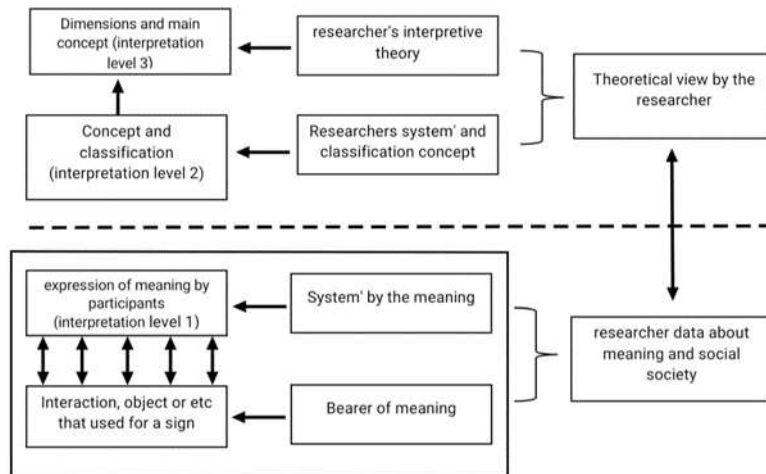 Dimensions and main
concept (interpretation
level 3)
researcher's interpretive
theory
Theoretical view by the
researcher
Concept and
classification
(interpretation level 2)
Researchers system' and
classification concept
expression of meaning by
participants
(interpretation level 1)
System' by the meaning
researcher data about
meaning and social
society
Interaction, object or etc
that used for a sign
Bearer of meaning